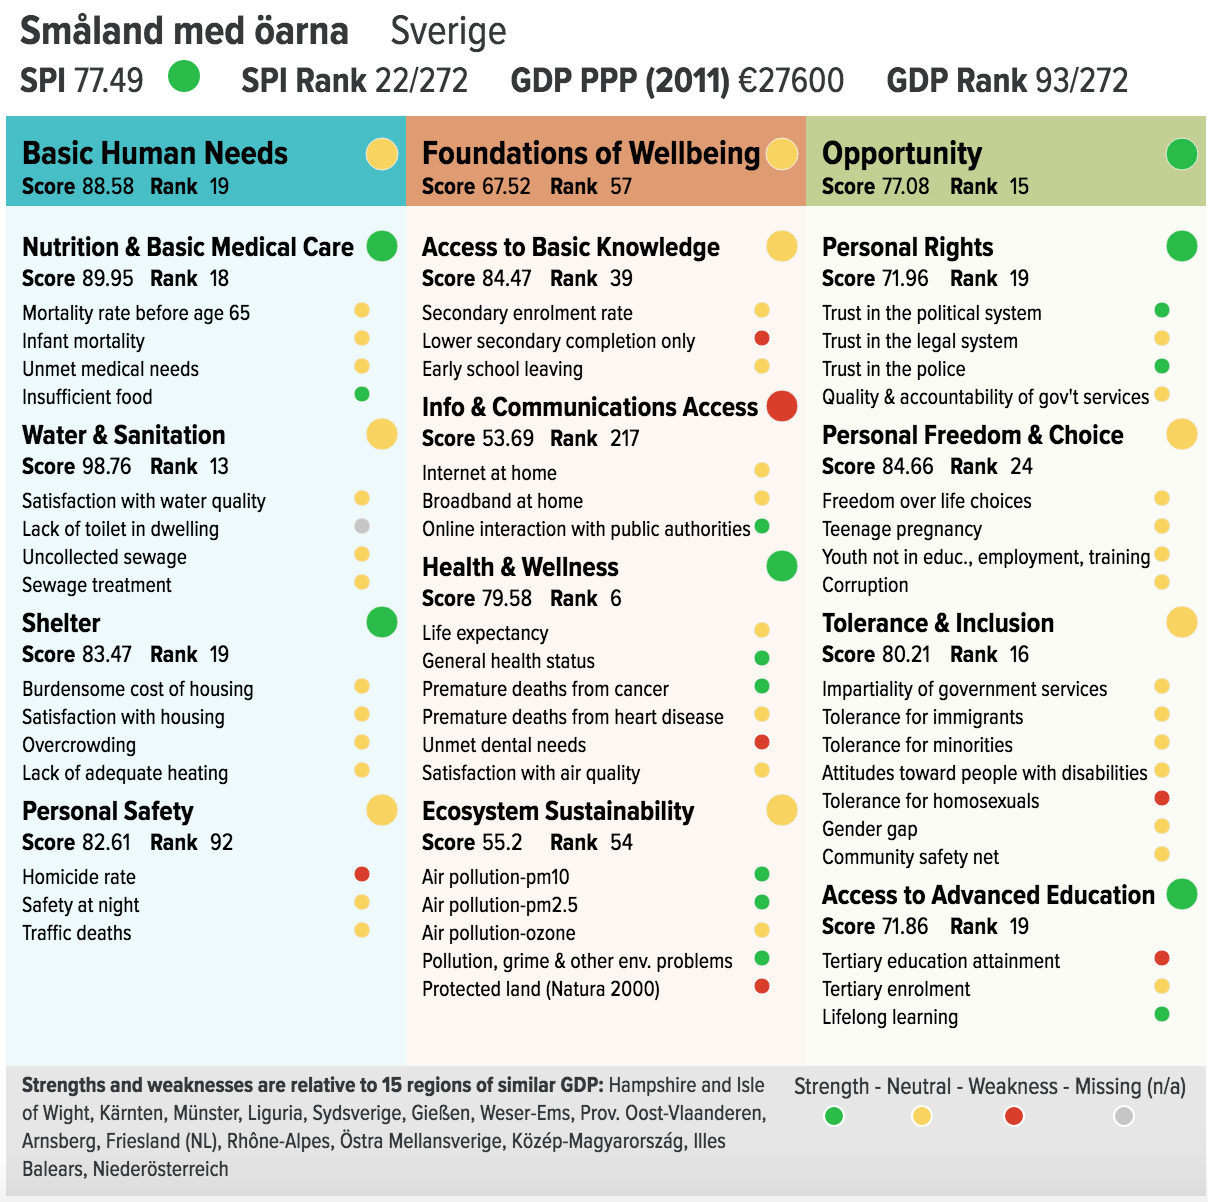 Småland med öarna Sverige
SPI 77.49 SPI Rank 22/272 GDP PPP (2011) €27600 GDP Rank 93/272
Basic Human Needs
Score 88.58 Rank 19
Nutrition & Basic Medical Care
Score 89.95 Rank 18
Mortality rate before age 65
Infant mortality
Unmet medical needs
Insufficient food
Water & Sanitation
Score 98.76 Rank 13
Satisfaction with water quality
Lack of toilet in dwelling
Uncollected sewage
Sewage treatment
Shelter
Score 83.47 Rank 19
Burdensome cost of housing
Satisfaction with housing
Overcrowding
Lack of adequate heating
Personal Safety
Score 82.61 Rank 92
Homicide rate
Safety at night
Traffic deaths
Foundations of Wellbeing
Score 67.52 Rank 57
Access to Basic Knowledge
Score 84.47 Rank 39
Secondary enrolment rate
Lower secondary completion only
Early school leaving
Info & Communications Access
Score 53.69 Rank 217
Internet at home
Broadband at home
Online interaction with public authorities
Health & Wellness
Score 79.58 Rank 6
Life expectancy
General health status
Premature deaths from cancer
Premature deaths from heart disease
Unmet dental needs
Satisfaction with air quality
Ecosystem Sustainability
Score 55.2 Rank 54
Air pollution-pm10
Air pollution-pm2.5
Air pollution-ozone
Pollution, grime & other env. problems
Protected land (Natura 2000)
Opportunity
Score 77.08 Rank 15
Personal Rights
Score 71.96 Rank 19
Trust in the political system
Trust in the legal system
Trust in the police
Quality & accountability of gov't services
Personal Freedom & Choice
Score 84.66 Rank 24
Freedom over life choices
Teenage pregnancy
Youth not in educ., employment, training
Corruption
Tolerance & Inclusion
Score 80.21 Rank 16
Impartiality of government services
Tolerance for immigrants
Tolerance for minorities
Attitudes toward people with disabilities
Tolerance for homosexuals
Gender gap
Community safety net
Access to Advanced Education
Score 71.86 Rank 19
Tertiary education attainment
Tertiary enrolment
Lifelong learning
Strengths and weaknesses are relative to 15 regions of similar GDP: Hampshire and Isle
of Wight, Kärnten, Münster, Liguria, Sydsverige, Gießen, Weser-Ems, Prov. Oost-Vlaanderen,
Arnsberg, Friesland (NL), Rhône-Alpes, Östra Mellansverige, Közép-Magyarország, Illes
Balears, Niederösterreich
Strength - Neutral - Weakness - Missing (n/a)